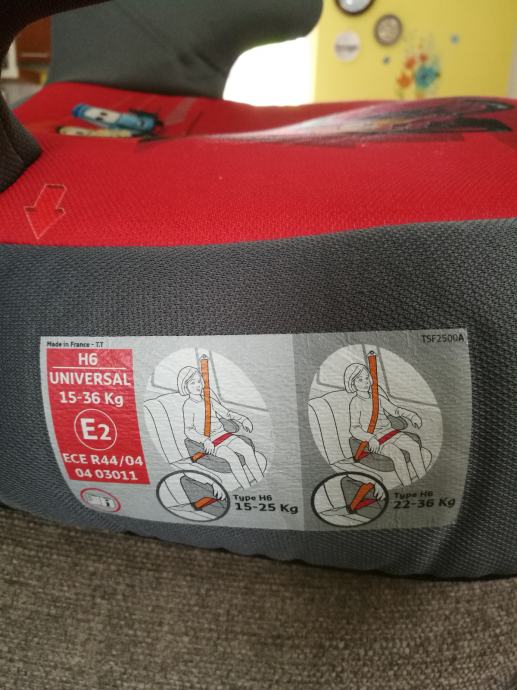 Made in France - T.T
TSF2500A
H6
UNIVERSAL
15-36 Kg
E2
ECE R44/04
04 03011
Type H6
15-25 Kg
Type H6
22-36 Kg